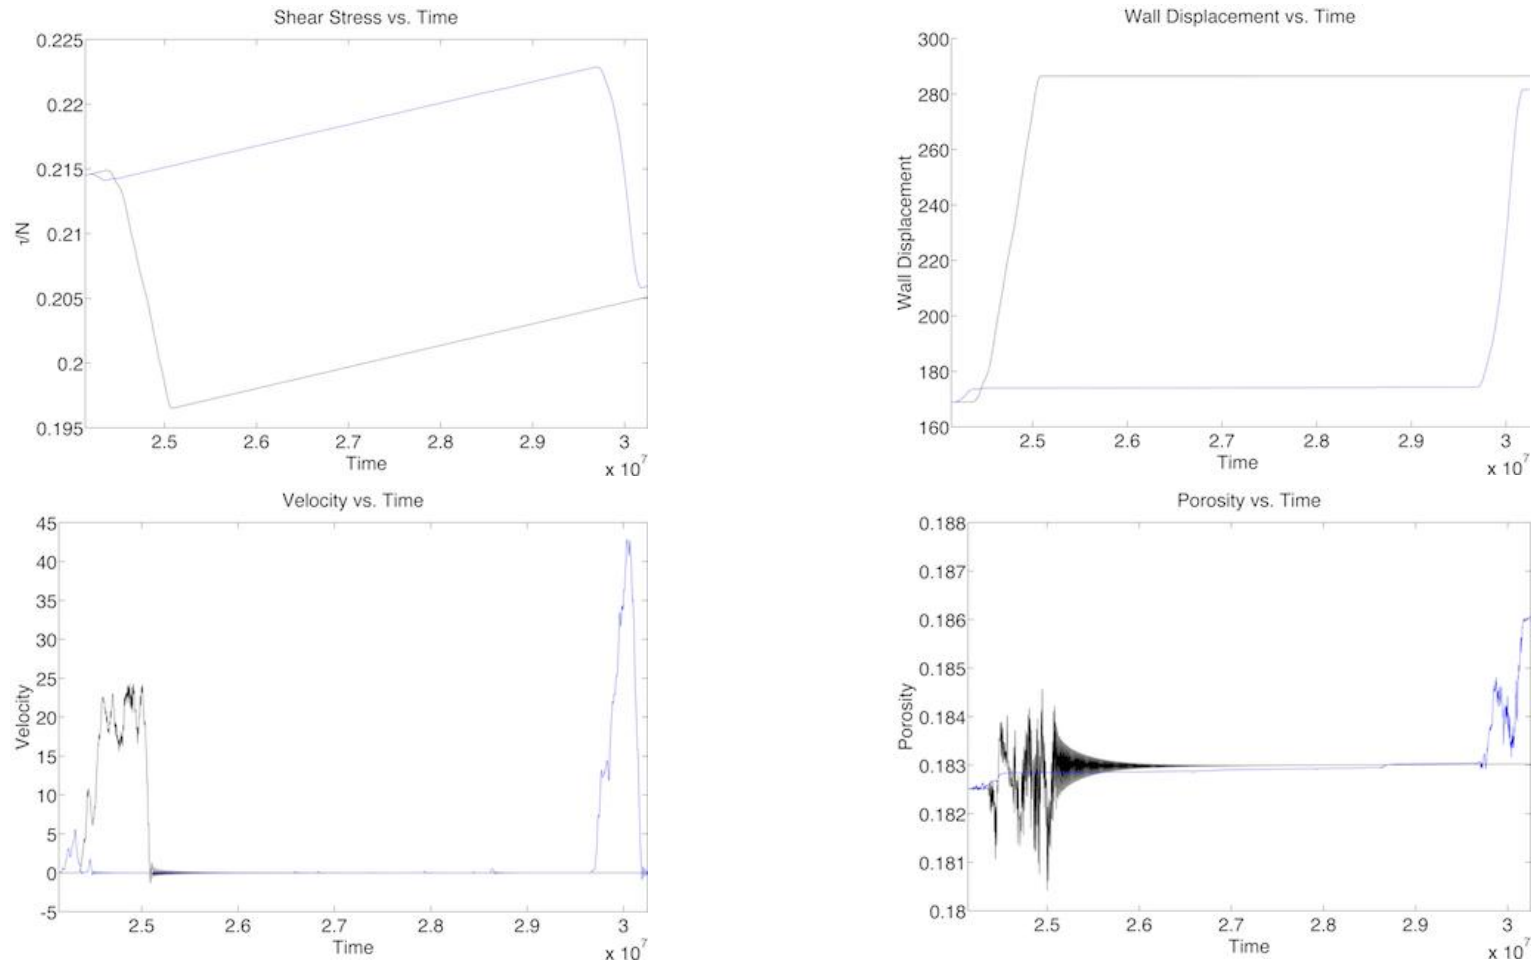 Shear Stress vs. Time
0.225
0.22
0.215
0.21
0.205
0.2
0.195
τ/N
2.5 2.6 2.7 2.8 2.9 3
Time
x 10^7
Wall Displacement vs. Time
300
280
260
240
220
200
180
160
Wall Displacement
2.5 2.6 2.7 2.8 2.9 3
Time
x 10^7
Velocity vs. Time
45
40
35
30
25
20
15
10
5
0
-5
Velocity
2.5 2.6 2.7 2.8 2.9 3
Time
x 10^7
Porosity vs. Time
0.188
0.187
0.186
0.185
0.184
0.183
0.182
0.181
0.18
Porosity
2.5 2.6 2.7 2.8 2.9 3
Time
x 10^7